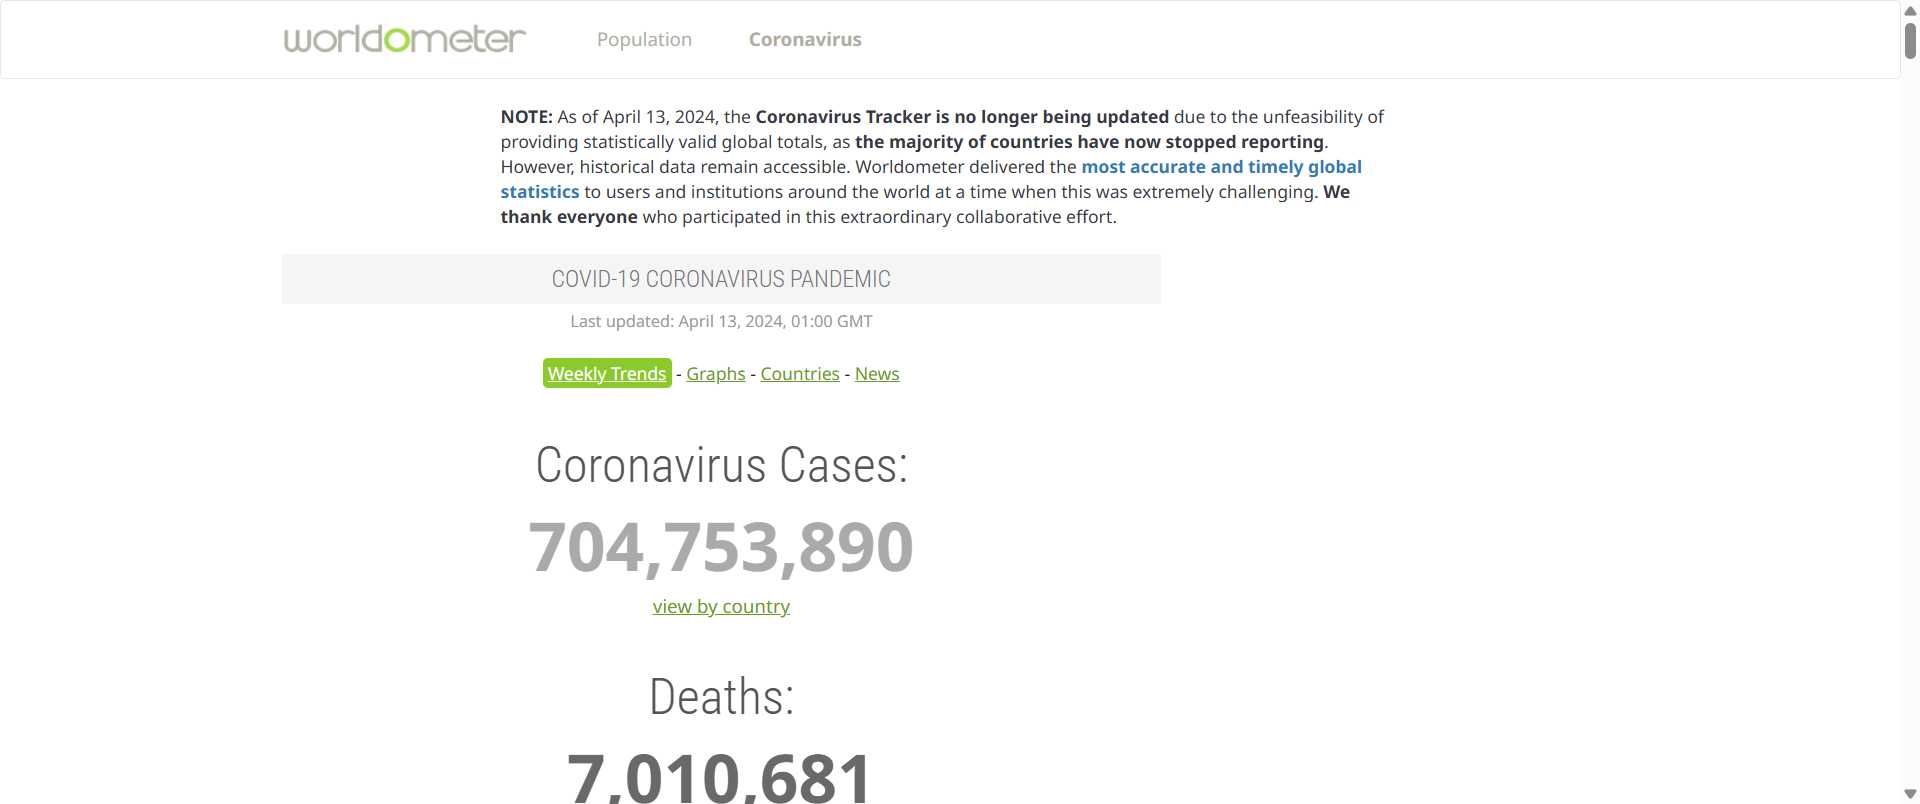 worldometer
Population
Coronavirus
NOTE: As of April 13, 2024, the Coronavirus Tracker is no longer being updated due to the unfeasibility of
providing statistically valid global totals, as the majority of countries have now stopped reporting.
However, historical data remain accessible. Worldometer delivered the most accurate and timely global
statistics to users and institutions around the world at a time when this was extremely challenging. We
thank everyone who participated in this extraordinary collaborative effort.
COVID-19 CORONAVIRUS PANDEMIC
Last updated: April 13, 2024, 01:00 GMT
Weekly Trends - Graphs - Countries - News
Coronavirus Cases:
704,753,890
view by country
Deaths:
7,010,681